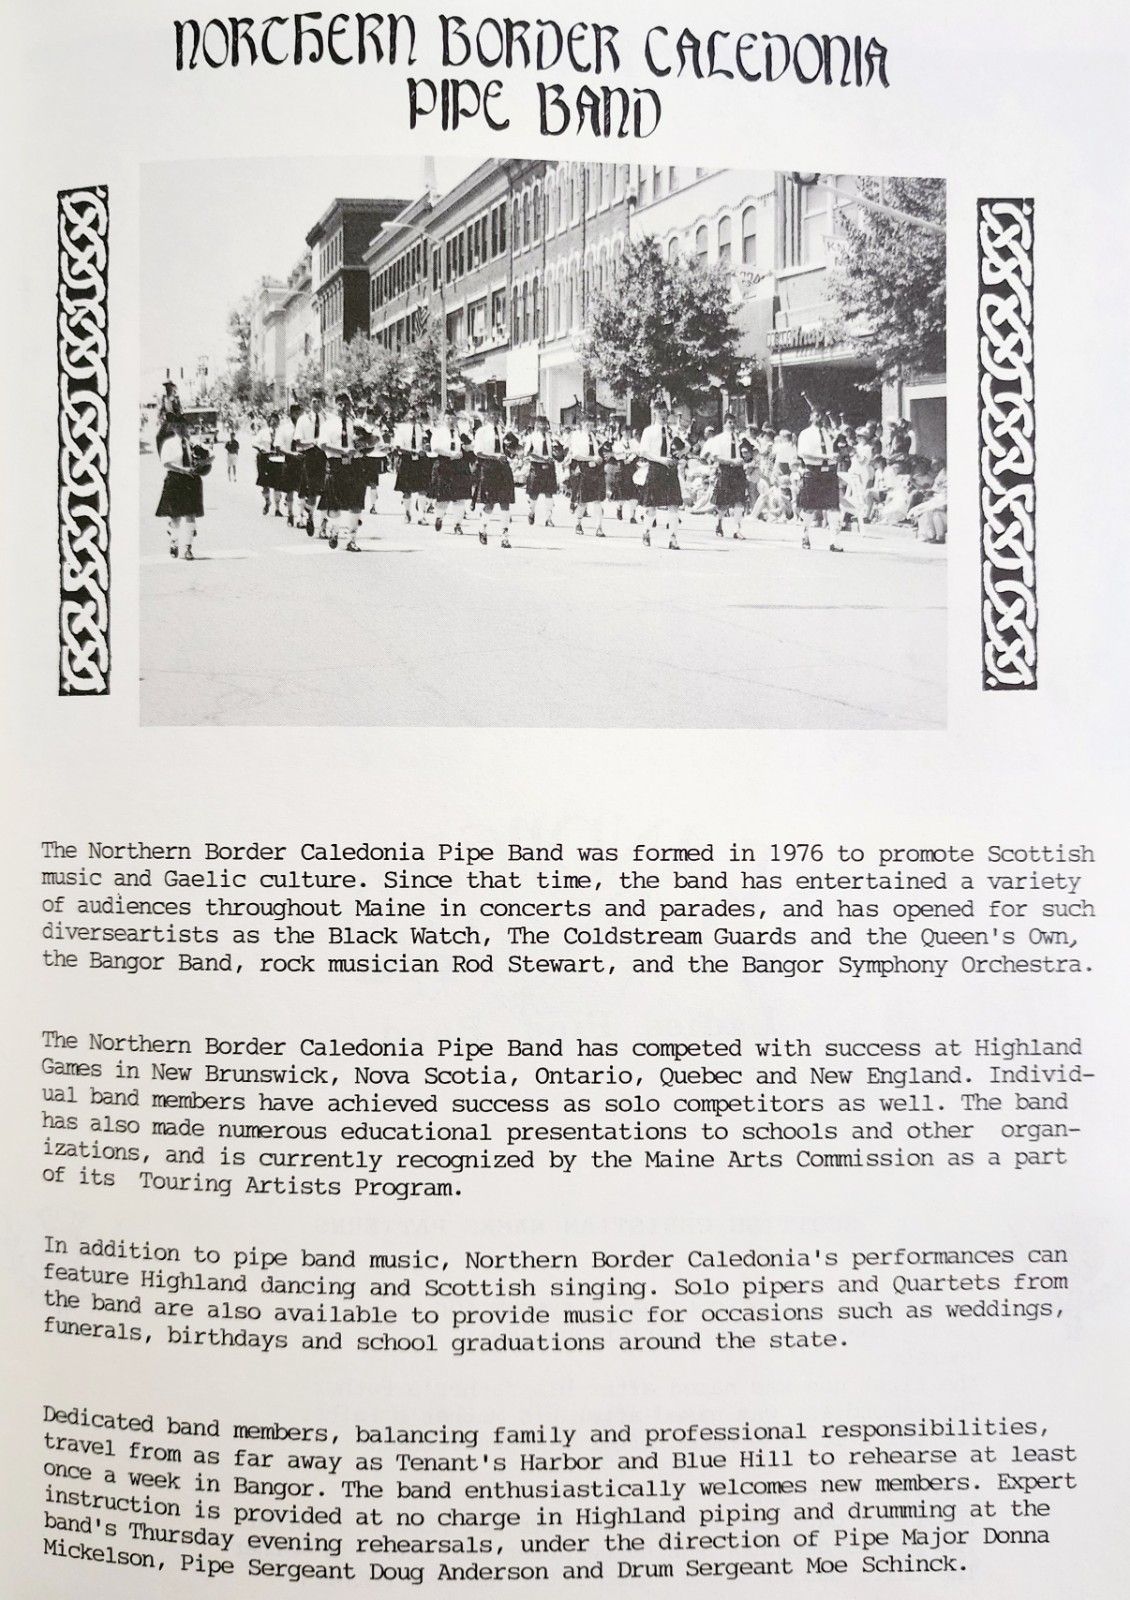 NORTHERN BORDER CALEDONIA
PIPE BAND
The Northern Border Caledonia Pipe Band was formed in 1976 to promote Scottish
music and Gaelic culture. Since that time, the band has entertained a variety
of audiences throughout Maine in concerts and parades, and has opened for such
diverseartists as the Black Watch, The Coldstream Guards and the Queen's Own,
the Bangor Band, rock musician Rod Stewart, and the Bangor Symphony Orchestra.
The Northern Border Caledonia Pipe Band has competed with success at Highland
Games in New Brunswick, Nova Scotia, Ontario, Quebec and New England. Individ-
ual band members have achieved success as solo competitors as well. The band
has also made numerous educational presentations to schools and other organ-
izations, and is currently recognized by the Maine Arts Commission as a part
of its Touring Artists Program.
In addition to pipe band music, Northern Border Caledonia's performances can
feature Highland dancing and Scottish singing. Solo pipers and Quartets from
the band are also available to provide music for occasions such as weddings,
funerals, birthdays and school graduations around the state.
Dedicated band members, balancing family and professional responsibilities,
travel from as far away as Tenant's Harbor and Blue Hill to rehearse at least
once a week in Bangor. The band enthusiastically welcomes new members. Expert
instruction is provided at no charge in Highland piping and drumming at the
band's Thursday evening rehearsals, under the direction of Pipe Major Donna
Mickelson, Pipe Sergeant Doug Anderson and Drum Sergeant Moe Schinck.